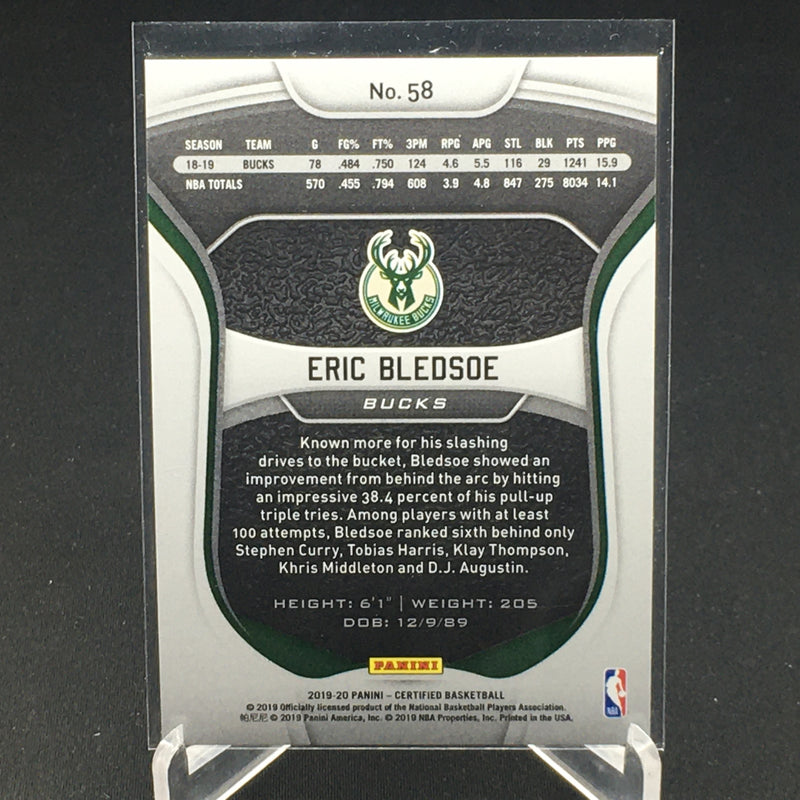 No. 58
SEASON TEAM G FG% FT% 3PM RPG APG STL BLK PTS PPG
18-19 BUCKS 78 .484 .750 124 4.6 5.5 116 29 1241 15.9
NBA TOTALS 570 .455 .794 608 3.9 4.8 847 275 8034 14.1
MILWAUKEE BUCKS
ERIC BLEDSOE
BUCKS
Known more for his slashing
drives to the bucket, Bledsoe showed an
improvement from behind the arc by hitting
an impressive 38.4 percent of his pull-up
triple tries. Among players with at least
100 attempts, Bledsoe ranked sixth behind only
Stephen Curry, Tobias Harris, Klay Thompson,
Khris Middleton and D.J. Augustin.
HEIGHT: 6'1" | WEIGHT: 205
DOB: 12/9/89
PANINI
2019-20 PANINI – CERTIFIED BASKETBALL
© 2019 Officially licensed product of the National Basketball Players Association.
帕尼尼 © 2019 Panini America, Inc. © 2019 NBA Properties, Inc. Printed in the USA.
NBA